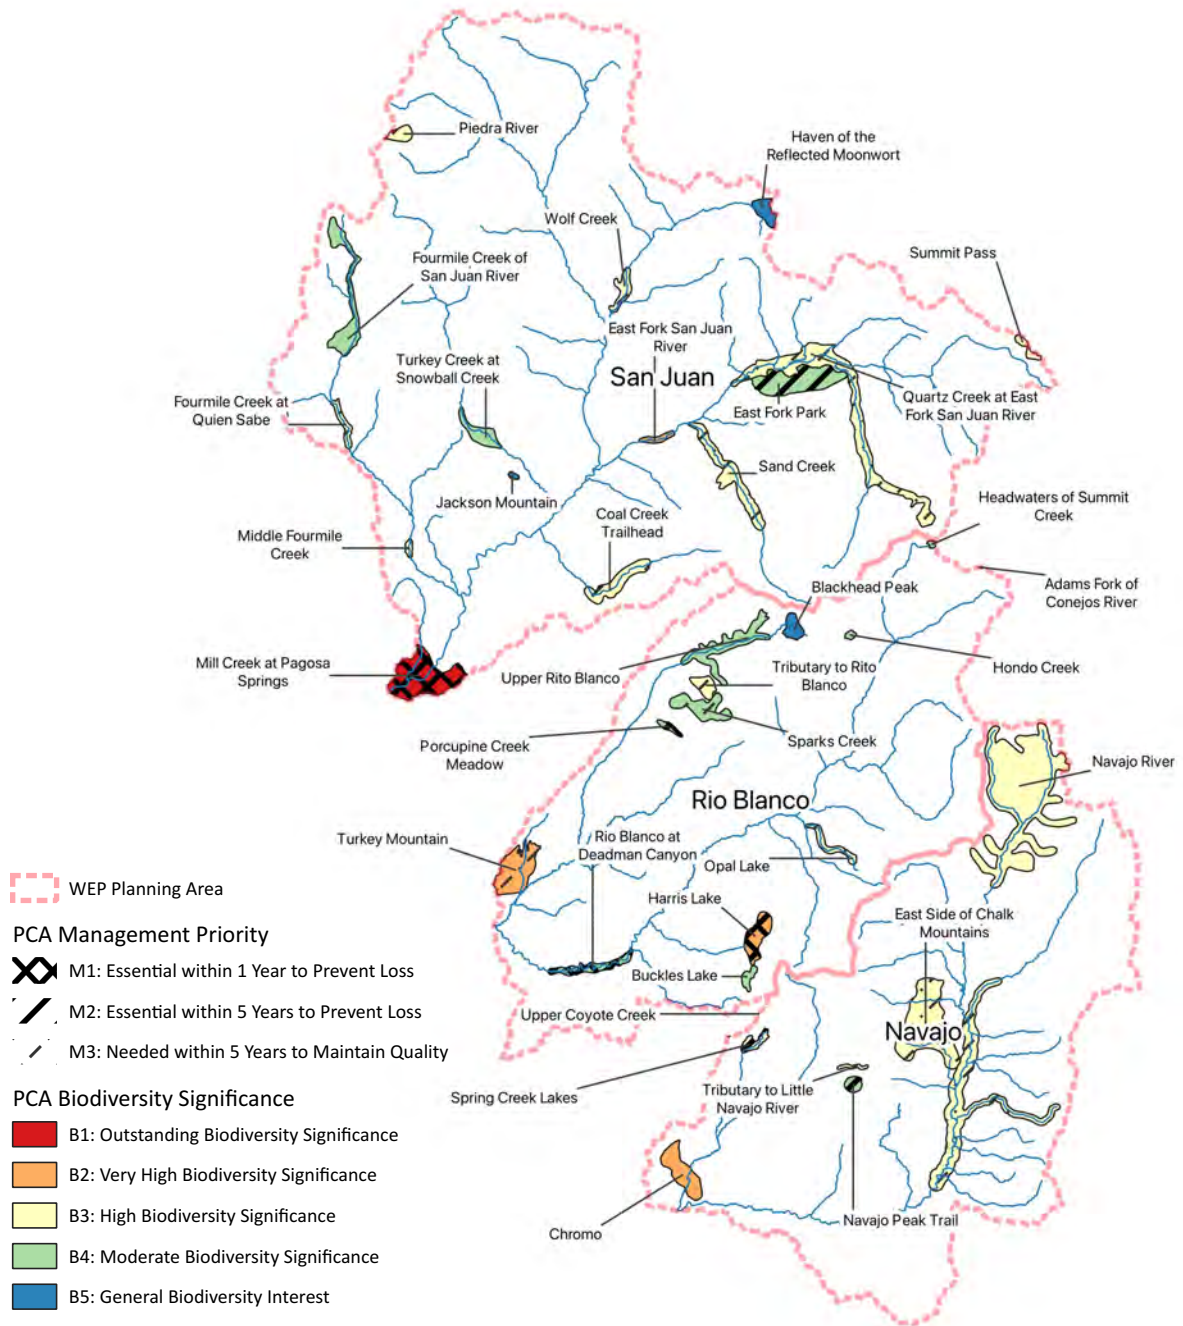 Piedra River
Haven of the
Reflected Moonwort
Wolf Creek
Summit Pass
Fourmile Creek of
San Juan River
East Fork San Juan
River
San Juan
Turkey Creek at
Snowball Creek
Quartz Creek at East
Fork San Juan River
Fourmile Creek at
Quien Sabe
East Fork Park
Sand Creek
Jackson Mountain
Headwaters of Summit
Creek
Coal Creek
Trailhead
Middle Fourmile
Creek
Adams Fork of
Conejos River
Blackhead Peak
Mill Creek at Pagosa
Springs
Upper Rito Blanco
Tributary to Rito
Blanco
Hondo Creek
Porcupine Creek
Meadow
Sparks Creek
Navajo River
Rio Blanco
Turkey Mountain
Rio Blanco at
Deadman Canyon
Opal Lake
Harris Lake
East Side of Chalk
Mountains
Buckles Lake
Upper Coyote Creek
Navajo
Spring Creek Lakes
Tributary to Little
Navajo River
Navajo Peak Trail
Chromo
WEP Planning Area
PCA Management Priority
M1: Essential within 1 Year to Prevent Loss
M2: Essential within 5 Years to Prevent Loss
M3: Needed within 5 Years to Maintain Quality
PCA Biodiversity Significance
B1: Outstanding Biodiversity Significance
B2: Very High Biodiversity Significance
B3: High Biodiversity Significance
B4: Moderate Biodiversity Significance
B5: General Biodiversity Interest